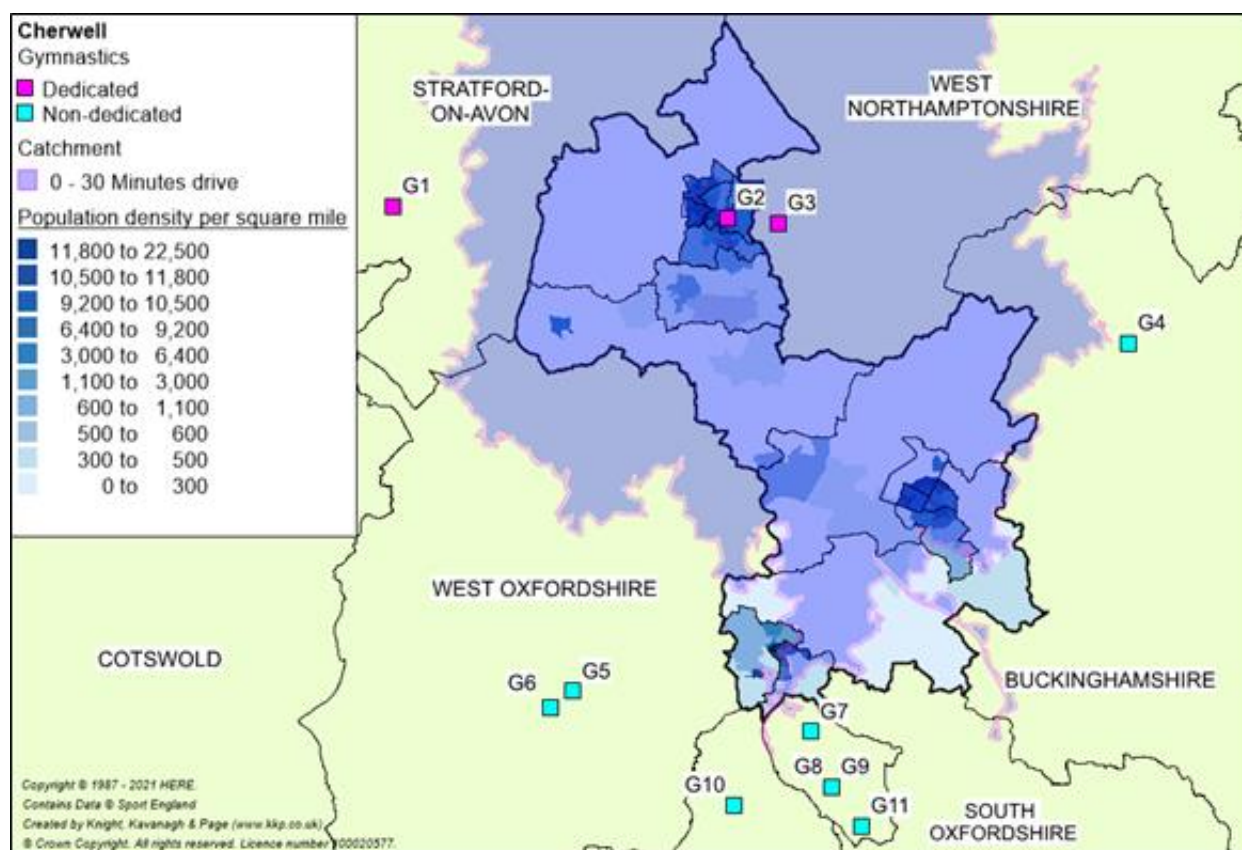 Cherwell
Gymnastics
Dedicated
Non-dedicated
Catchment
0 - 30 Minutes drive
Population density per square mile
11,800 to 22,500
10,500 to 11,800
9,200 to 10,500
6,400 to 9,200
3,000 to 6,400
1,100 to 3,000
600 to 1,100
500 to 600
300 to 500
0 to 300
STRATFORD-
ON-AVON
WEST
NORTHAMPTONSHIRE
G1
G2
G3
G4
WEST OXFORDSHIRE
COTSWOLD
G6
G5
BUCKINGHAMSHIRE
G7
G8
G9
G10
G11
SOUTH
OXFORDSHIRE
Copyright © 1987 - 2021 HERE.
Contains Data © Sport England
Created by Knight, Kavanagh & Page (www.kkp.co.uk)
© Crown Copyright. All rights reserved. Licence number 100020577.